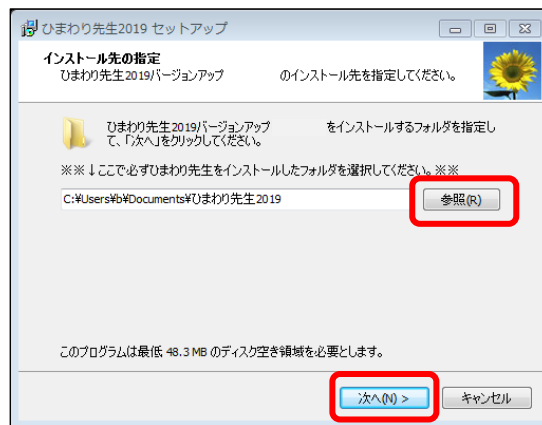 ひまわり先生2019 セットアップ
インストール先の指定
ひまわり先生2019バージョンアップ のインストール先を指定してください。
ひまわり先生2019バージョンアップ をインストールするフォルダを指定し
て、「次へ」をクリックしてください。
※※↓ここで必ずひまわり先生をインストールしたフォルダを選択してください。※※
C:¥Users¥b¥Documents¥ひまわり先生2019
参照(R)
このプログラムは最低 48.3 MB のディスク空き領域を必要とします。
次へ(N) >
キャンセル